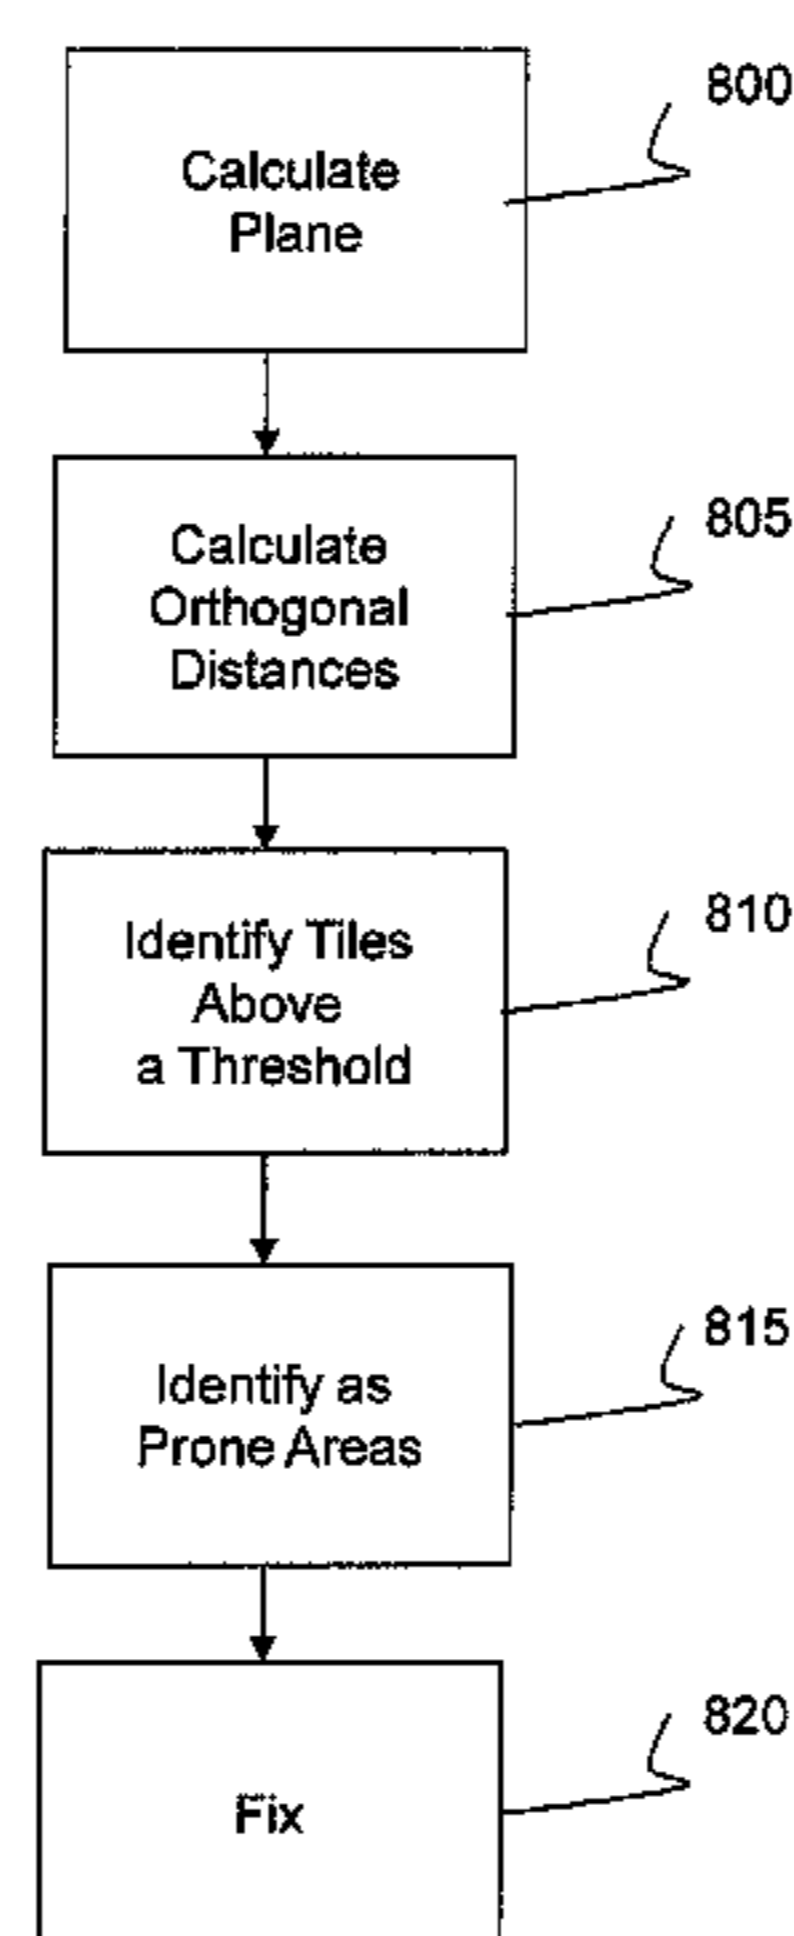 800
Calculate
Plane
805
Calculate
Orthogonal
Distances
810
Identify Tiles
Above
a Threshold
815
Identify as
Prone Areas
820
Fix